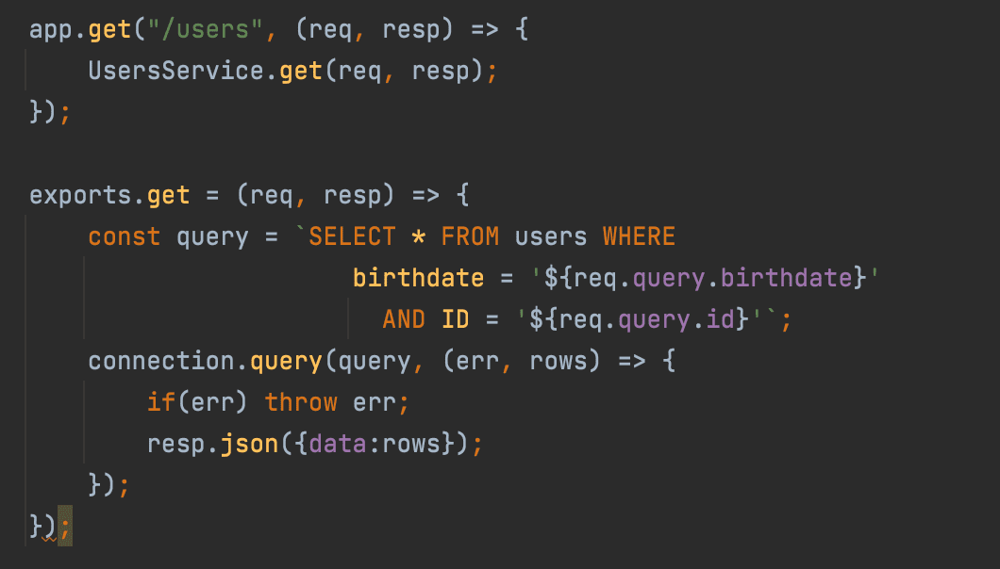 app.get("/users", (req, resp) => {
    UsersService.get(req, resp);
});

exports.get = (req, resp) => {
    const query = `SELECT * FROM users WHERE
                      birthdate = '${req.query.birthdate}'
                        AND ID = '${req.query.id}'`;
    connection.query(query, (err, rows) => {
        if(err) throw err;
        resp.json({data:rows});
    });
});